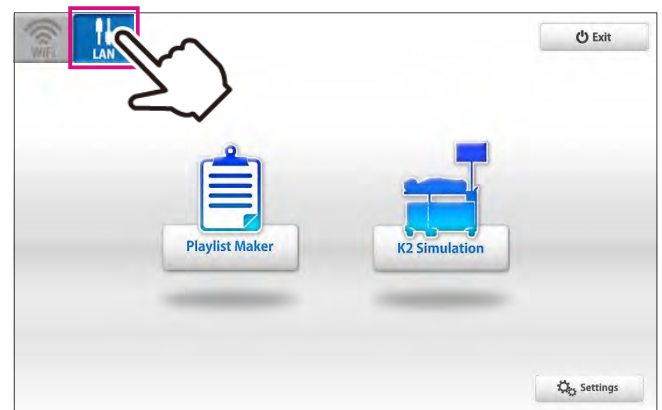 WiFi
LAN
Exit
Playlist Maker
K2 Simulation
Settings